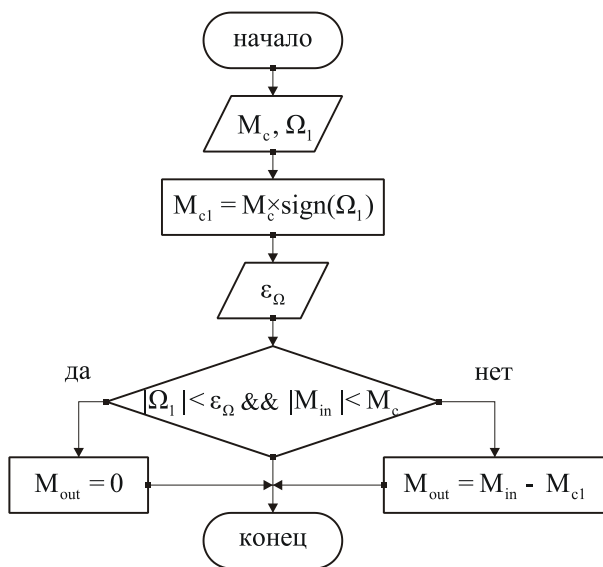 начало
M_c, Ω_1
M_c1 = M_c×sign(Ω_1)
ε_Ω
да
нет
|Ω_1| < ε_Ω && |M_in| < M_c
M_out = 0
M_out = M_in - M_c1
конец